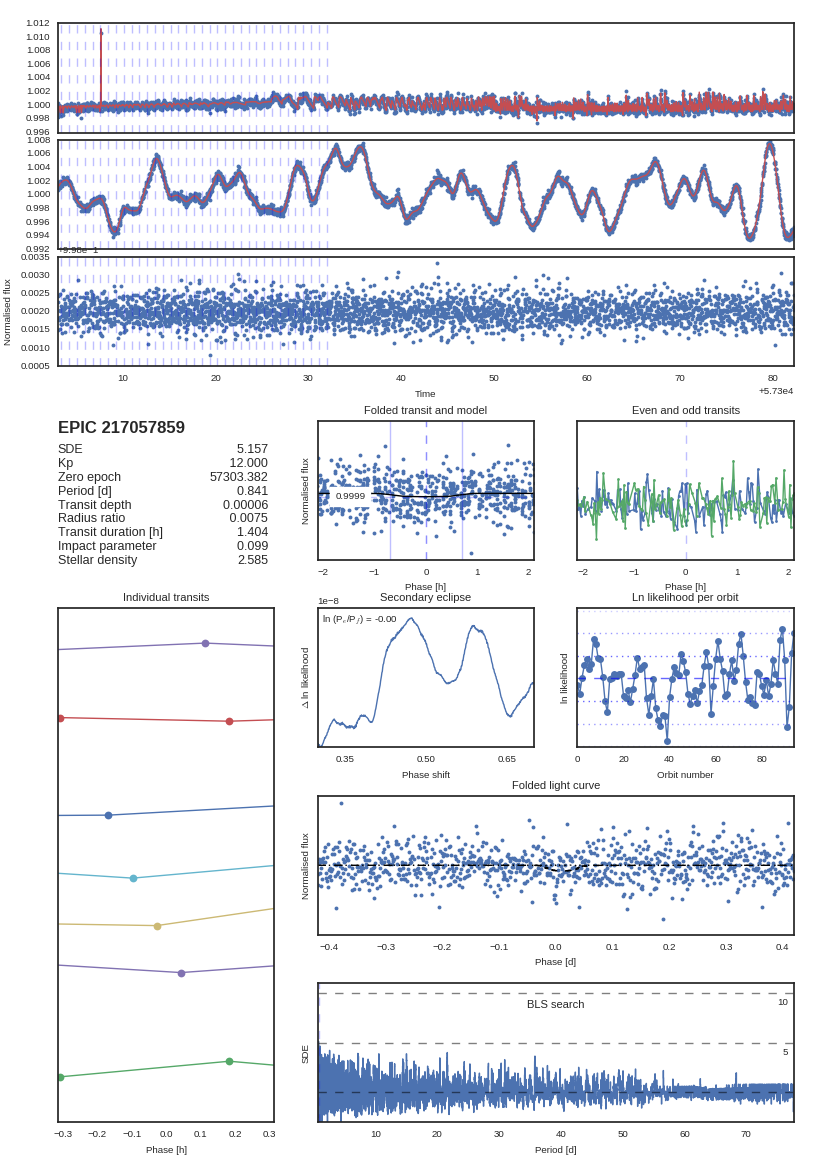 1.012
1.010
1.008
1.006
1.004
1.002
1.000
0.998
0.996
1.008
1.006
1.004
1.002
1.000
0.998
0.996
0.994
0.992
0.0035
0.0030
0.0025
0.0020
0.0015
0.0010
0.0005
Normalised flux
10 20 30 40 50 60 70 80
Time
+5.73e4
EPIC 217057859
SDE 5.157
Kp 12.000
Zero epoch 57303.382
Period [d] 0.841
Transit depth 0.00006
Radius ratio 0.0075
Transit duration [h] 1.404
Impact parameter 0.099
Stellar density 2.585
Folded transit and model
Normalised flux
0.9999
−2 −1 0 1 2
Phase [h]
Even and odd transits
−2 −1 0 1 2
Phase [h]
Individual transits
−0.3 −0.2 −0.1 0.0 0.1 0.2 0.3
Phase [h]
Secondary eclipse
1e−8
Δ ln likelihood
0.35 0.50 0.65
Phase shift
Ln likelihood per orbit
ln likelihood
0 20 40 60 80
Orbit number
Folded light curve
Normalised flux
−0.4 −0.3 −0.2 −0.1 0.0 0.1 0.2 0.3 0.4
Phase [d]
BLS search
10
5
SDE
10 20 30 40 50 60 70
Period [d]